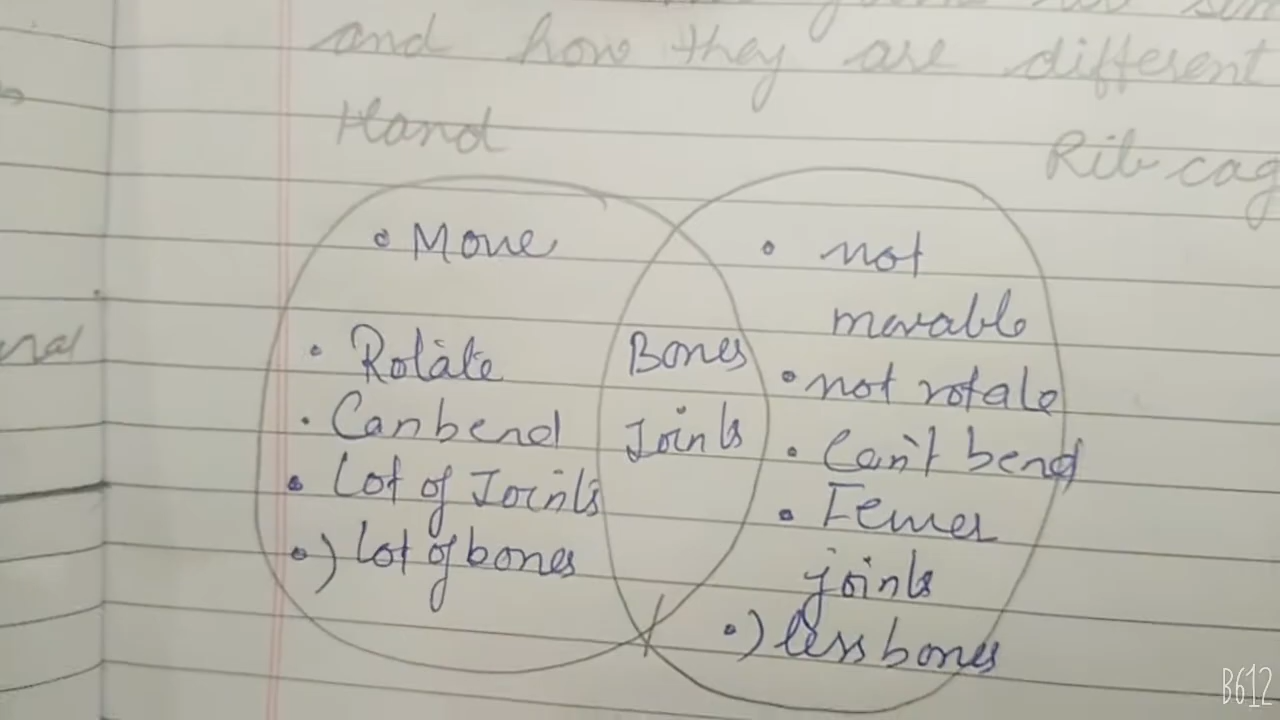 and how they are different
Hand
Rib cag
• Move
• Rotate
• Can bend
• Lot of Joints
•) lot of bones
Bones
Joints
• not
movable
• not rotate
• Can't bend
• Fewer
joints
•) less bones
B612